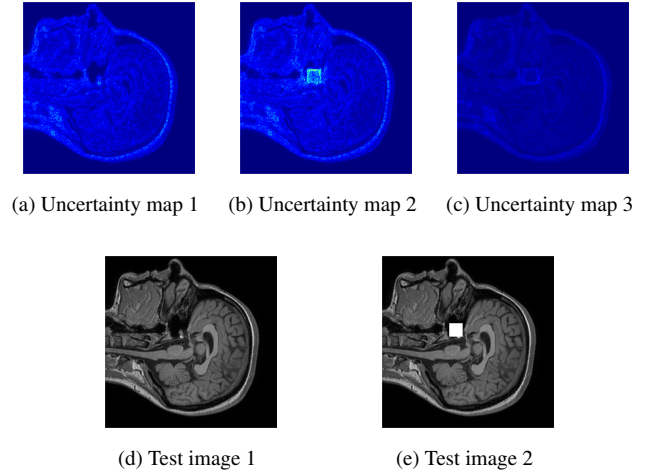 (a) Uncertainty map 1
(b) Uncertainty map 2
(c) Uncertainty map 3
(d) Test image 1
(e) Test image 2